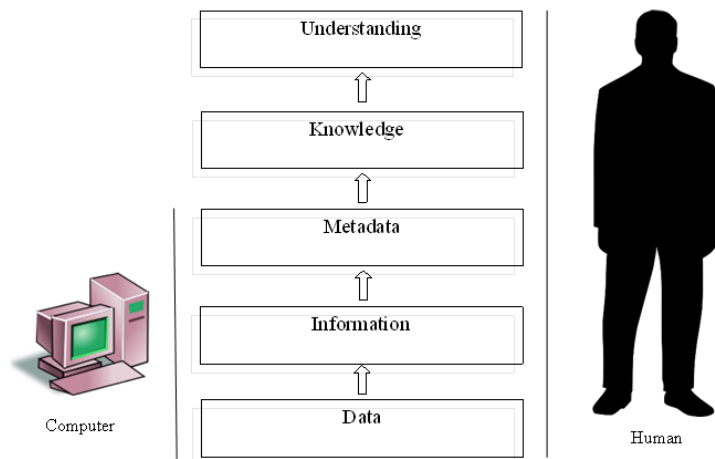 Understanding
Knowledge
Metadata
Information
Data
Computer
Human